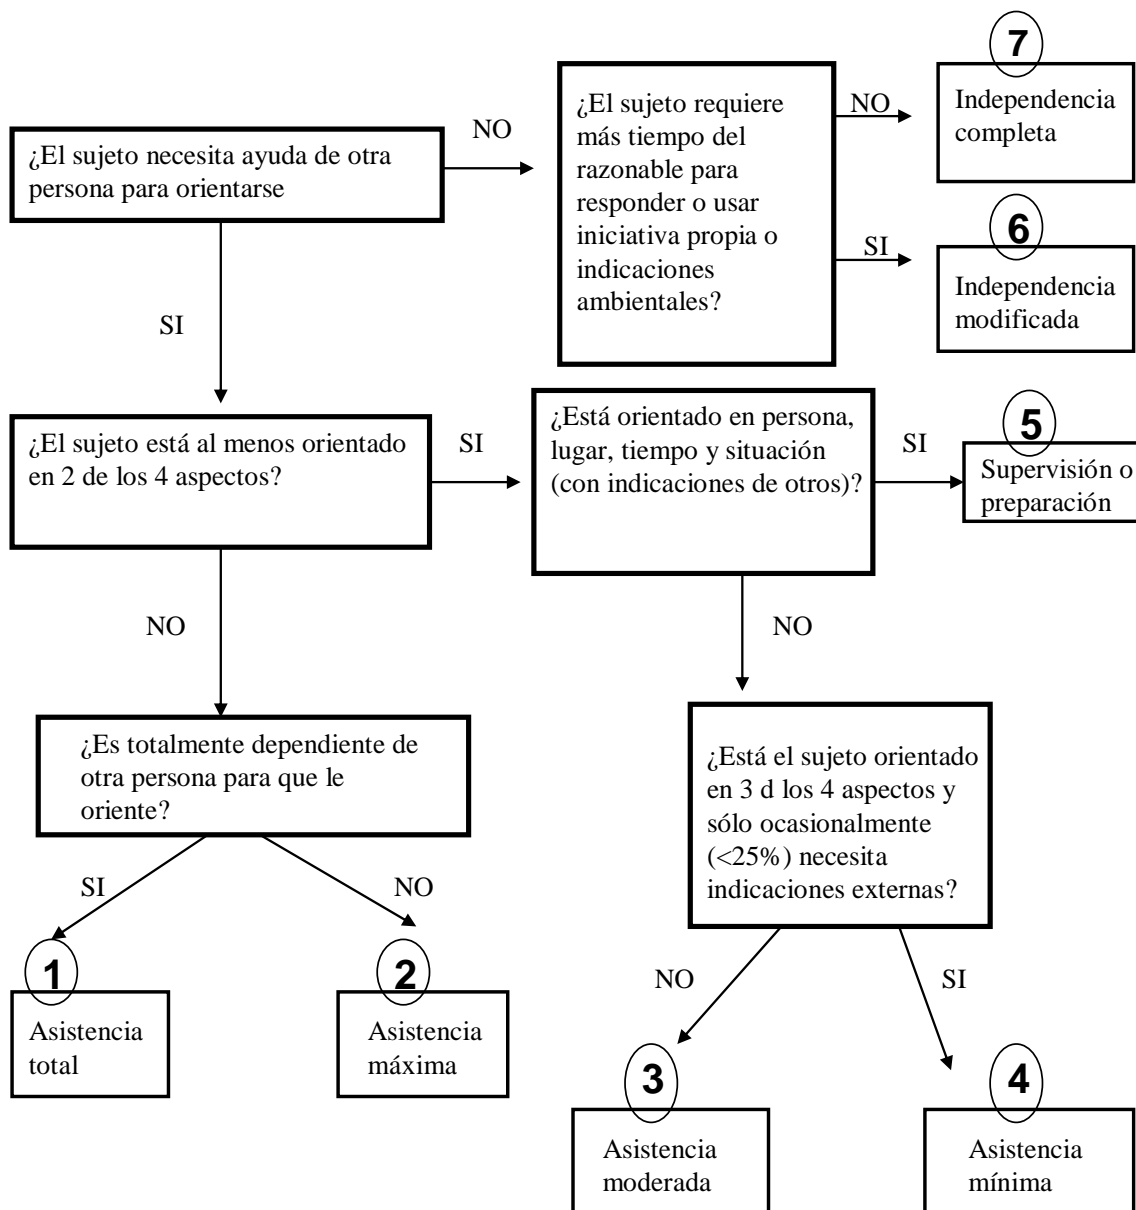 7
¿El sujeto requiere
más tiempo del
razonable para
responder o usar
iniciativa propia o
indicaciones
ambientales?
NO
Independencia
completa
¿El sujeto necesita ayuda de otra
persona para orientarse
NO
6
SI
Independencia
modificada
SI
¿El sujeto está al menos orientado
en 2 de los 4 aspectos?
SI
¿Está orientado en persona,
lugar, tiempo y situación
(con indicaciones de otros)?
SI
5
Supervisión o
preparación
NO
NO
¿Es totalmente dependiente de
otra persona para que le
oriente?
¿Está el sujeto orientado
en 3 d los 4 aspectos y
sólo ocasionalmente
(<25%) necesita
indicaciones externas?
SI
NO
1
Asistencia
total
2
Asistencia
máxima
NO
SI
3
Asistencia
moderada
4
Asistencia
mínima